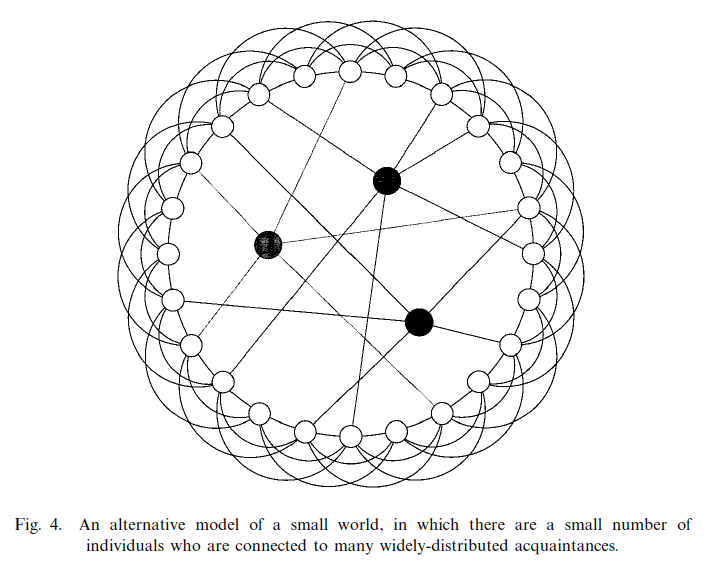 Fig. 4. An alternative model of a small world, in which there are a small number of
individuals who are connected to many widely-distributed acquaintances.